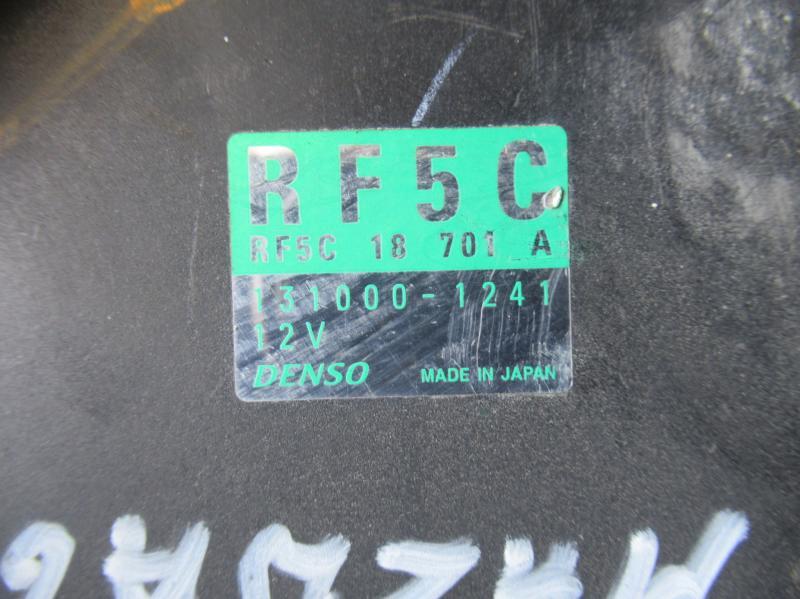 RF5C
RF5C 18 701 A
131000-1241
12V
DENSO MADE IN JAPAN